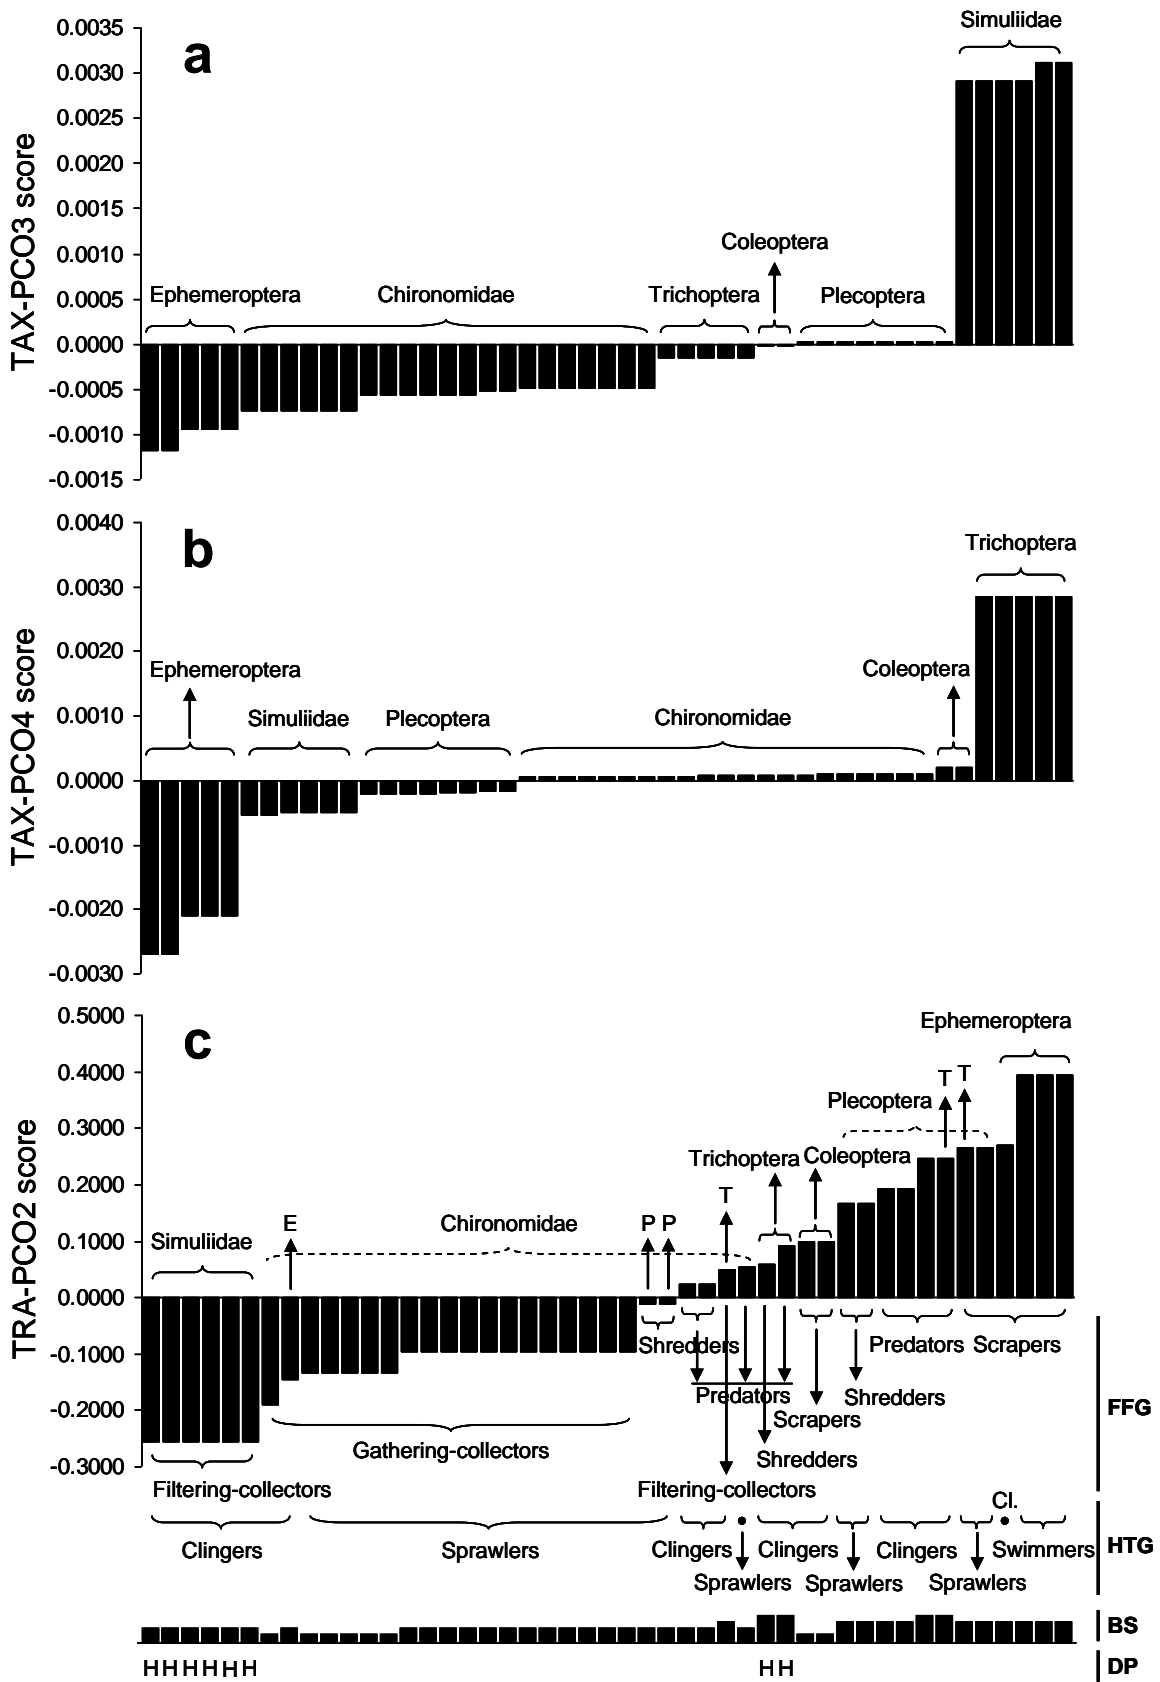 a
TAX-PCO3 score
0.0035
0.0030
0.0025
0.0020
0.0015
0.0010
0.0005
0.0000
-0.0005
-0.0010
-0.0015
Simuliidae
Coleoptera
Ephemeroptera Chironomidae Trichoptera Plecoptera
b
TAX-PCO4 score
0.0040
0.0030
0.0020
0.0010
0.0000
-0.0010
-0.0020
-0.0030
Trichoptera
Ephemeroptera Coleoptera
Simuliidae Plecoptera Chironomidae
c
TRA-PCO2 score
0.5000
0.4000
0.3000
0.2000
0.1000
0.0000
-0.1000
-0.2000
-0.3000
Ephemeroptera
T T
Plecoptera
Trichoptera Coleoptera
T
E Chironomidae P P
Simuliidae
Shredders Predators Scrapers
Predators Shredders
Scrapers
Gathering-collectors Shredders
Filtering-collectors Filtering-collectors
FFG
Cl.
Clingers Sprawlers Clingers Clingers Clingers Swimmers HTG
Sprawlers Sprawlers Sprawlers
BS
H H H H H H H H DP